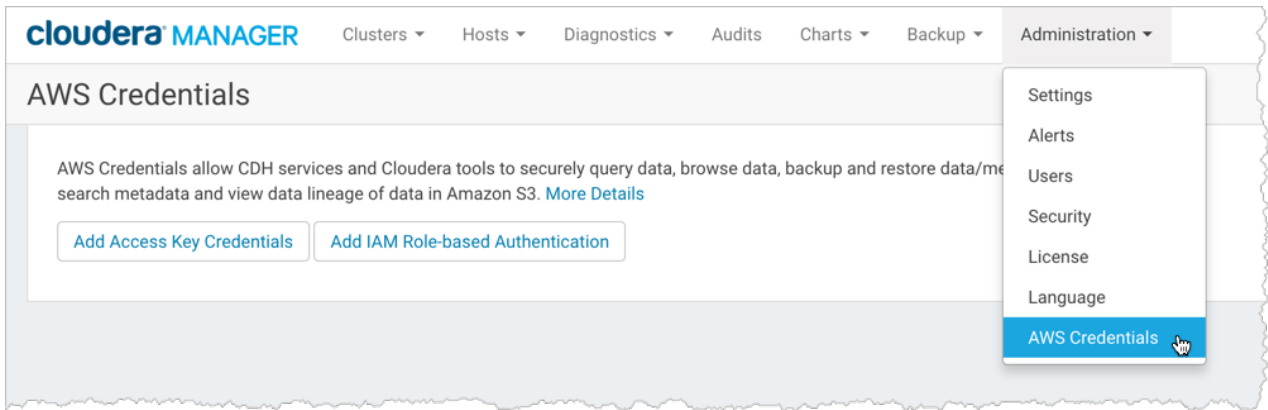 cloudera MANAGER Clusters Hosts Diagnostics Audits Charts Backup Administration
AWS Credentials
AWS Credentials allow CDH services and Cloudera tools to securely query data, browse data, backup and restore data/me
search metadata and view data lineage of data in Amazon S3. More Details
Add Access Key Credentials Add IAM Role-based Authentication
Settings
Alerts
Users
Security
License
Language
AWS Credentials